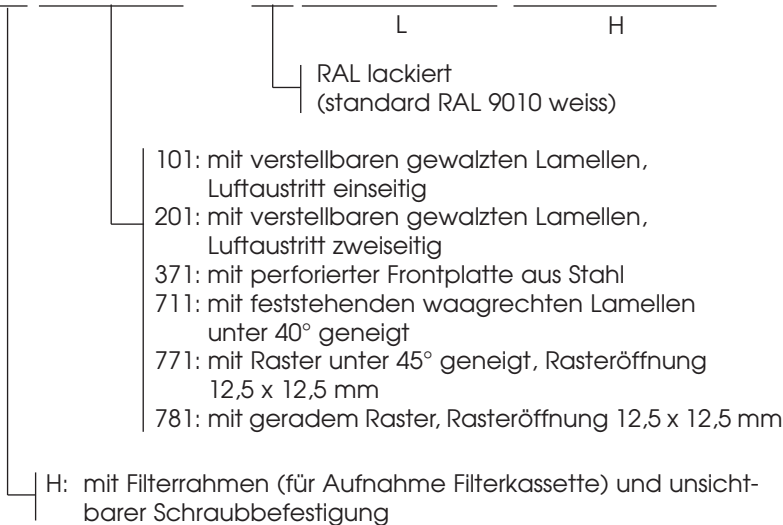 L H
RAL lackiert
(standard RAL 9010 weiss)
101: mit verstellbaren gewalzten Lamellen,
Luftaustritt einseitig
201: mit verstellbaren gewalzten Lamellen,
Luftaustritt zweiseitig
371: mit perforierter Frontplatte aus Stahl
711: mit feststehenden waagrechten Lamellen
unter 40° geneigt
771: mit Raster unter 45° geneigt, Rasteröffnung
12,5 x 12,5 mm
781: mit geradem Raster, Rasteröffnung 12,5 x 12,5 mm
H: mit Filterrahmen (für Aufnahme Filterkassette) und unsicht-
barer Schraubbefestigung